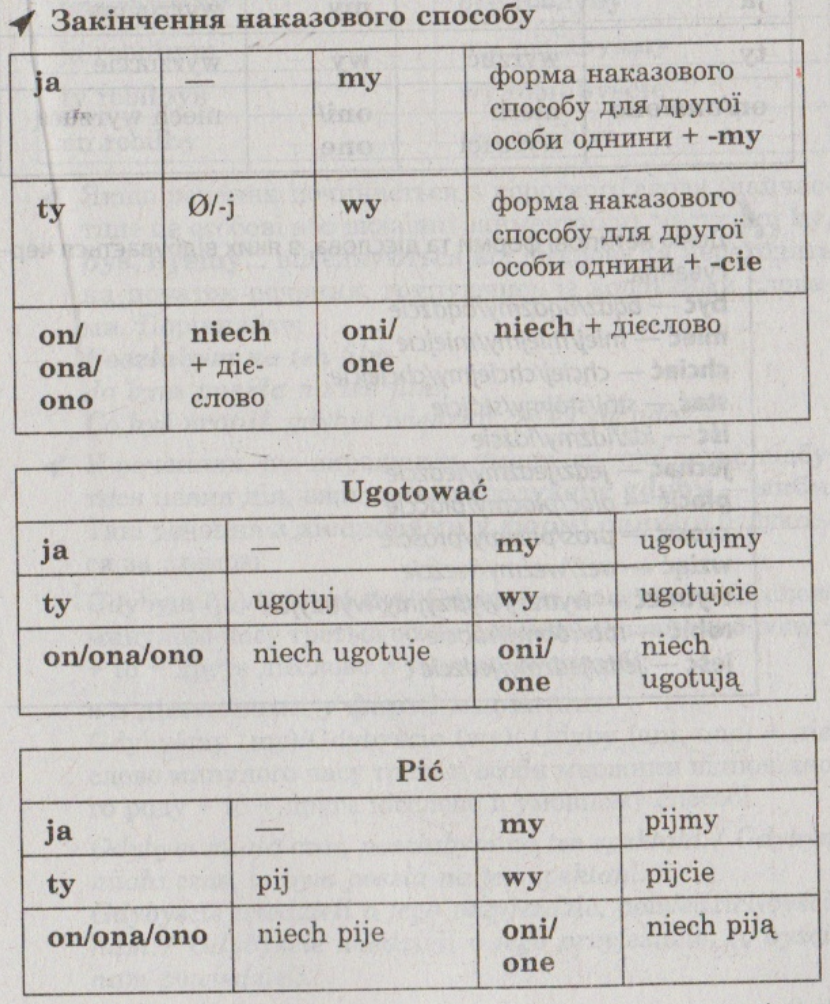 Закінчення наказового способу
ja — my форма наказового
способу для другої
особи однини + -my
ty Ø/-j wy форма наказового
способу для другої
особи однини + -cie
on/ niech oni/ niech + дієслово
ona/ + діє- one
ono слово
Ugotować
ja — my ugotujmy
ty ugotuj wy ugotujcie
on/ona/ono niech ugotuje oni/ niech
one ugotują
Pić
ja — my pijmy
ty pij wy pijcie
on/ona/ono niech pije oni/ niech piją
one